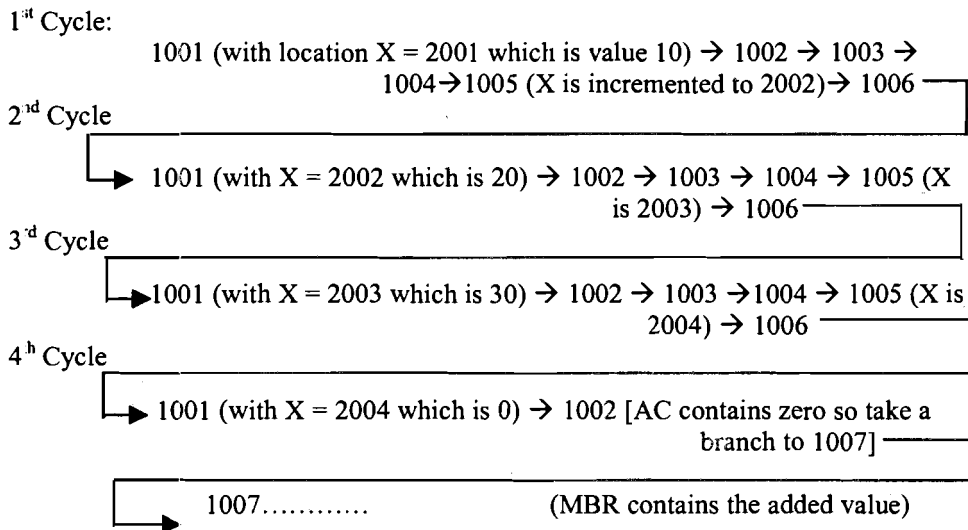 1st Cycle:
1001 (with location X = 2001 which is value 10) → 1002 → 1003 →
1004→1005 (X is incremented to 2002)→ 1006
2nd Cycle
1001 (with X = 2002 which is 20) → 1002 → 1003 → 1004 → 1005 (X
is 2003) → 1006
3rd Cycle
1001 (with X = 2003 which is 30) → 1002 → 1003 →1004 → 1005 (X is
2004) → 1006
4th Cycle
1001 (with X = 2004 which is 0) → 1002 [AC contains zero so take a
branch to 1007]
1007............ (MBR contains the added value)